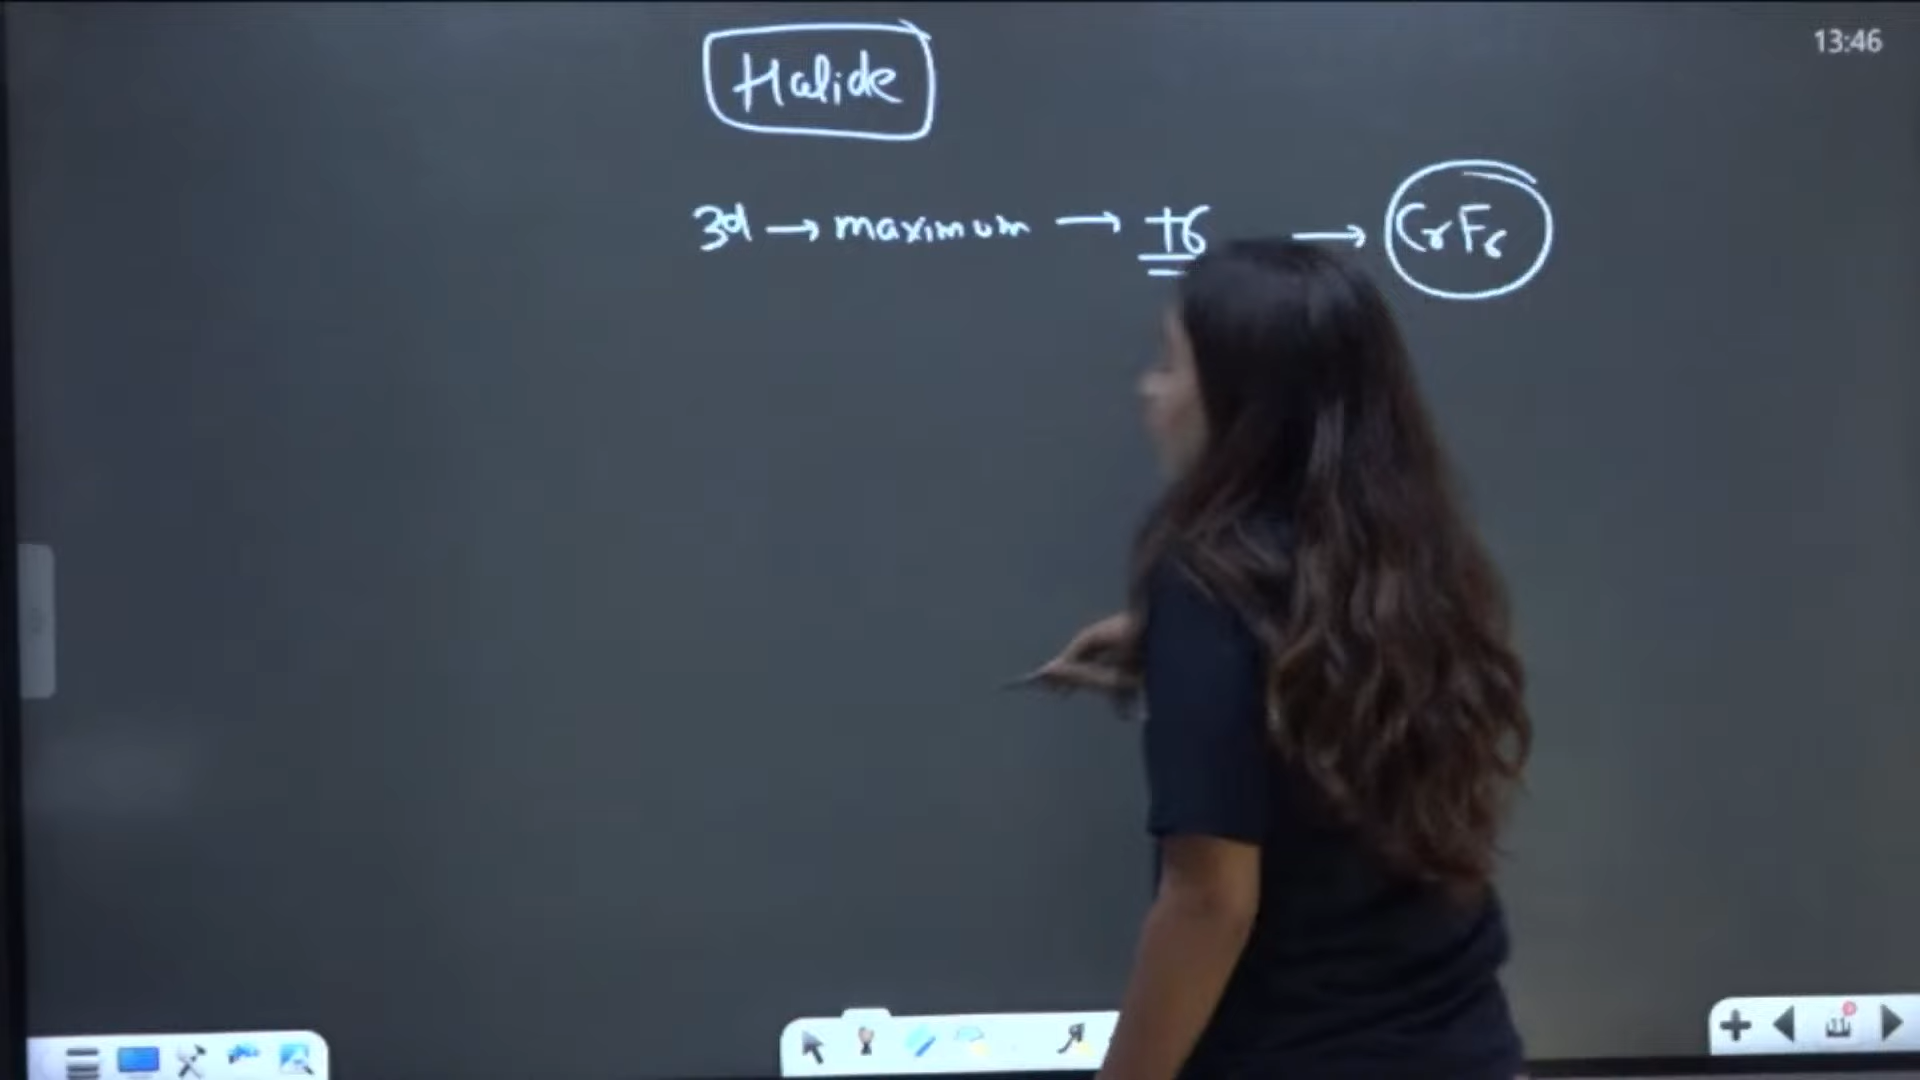 13:46
Halide
3d → maximum → +6 → CrF6